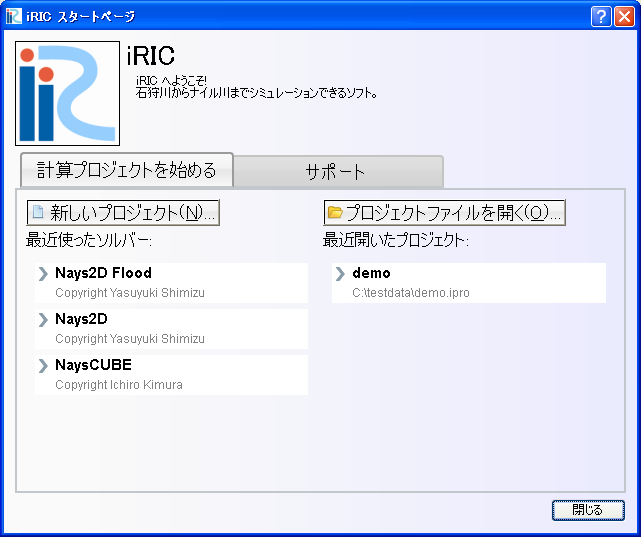 iRIC スタートページ
iRIC
iRIC へようこそ!
石狩川からナイル川までシミュレーションできるソフト。
計算プロジェクトを始める
サポート
新しいプロジェクト(N)...
プロジェクトファイルを開く(O)...
最近使ったソルバー:
最近開いたプロジェクト:
Nays2D Flood
Copyright Yasuyuki Shimizu
demo
C:\testdata\demo.ipro
Nays2D
Copyright Yasuyuki Shimizu
NaysCUBE
Copyright Ichiro Kimura
閉じる